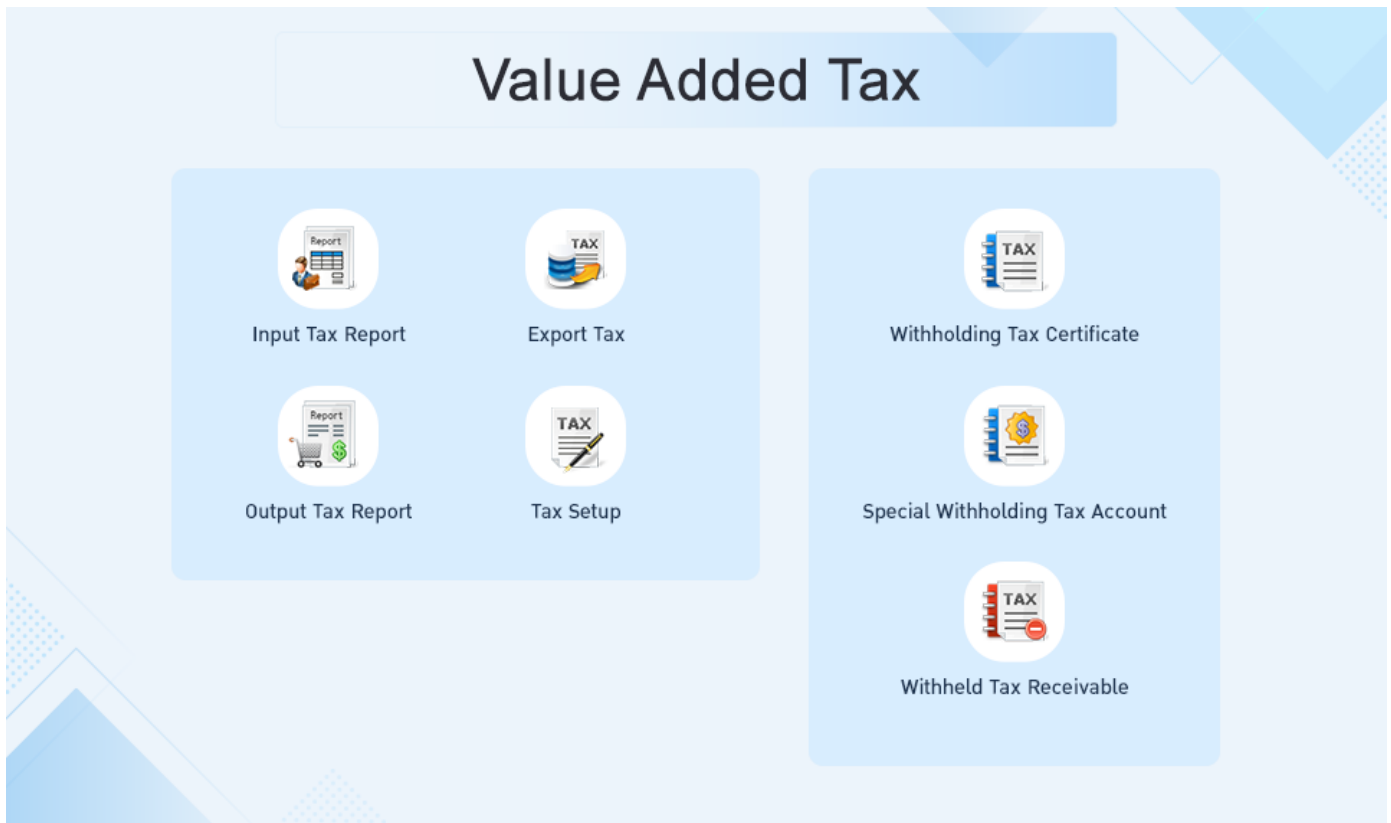 Value Added Tax
Report
Input Tax Report
TAX
Export Tax
Report
Output Tax Report
TAX
Tax Setup
TAX
Withholding Tax Certificate
Special Withholding Tax Account
TAX
Withheld Tax Receivable